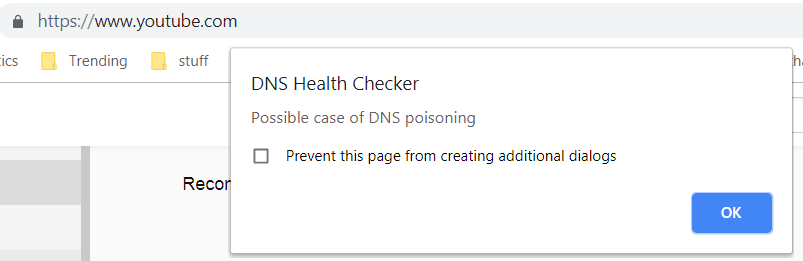 https://www.youtube.com
Trending stuff
DNS Health Checker
Possible case of DNS poisoning
Prevent this page from creating additional dialogs
OK